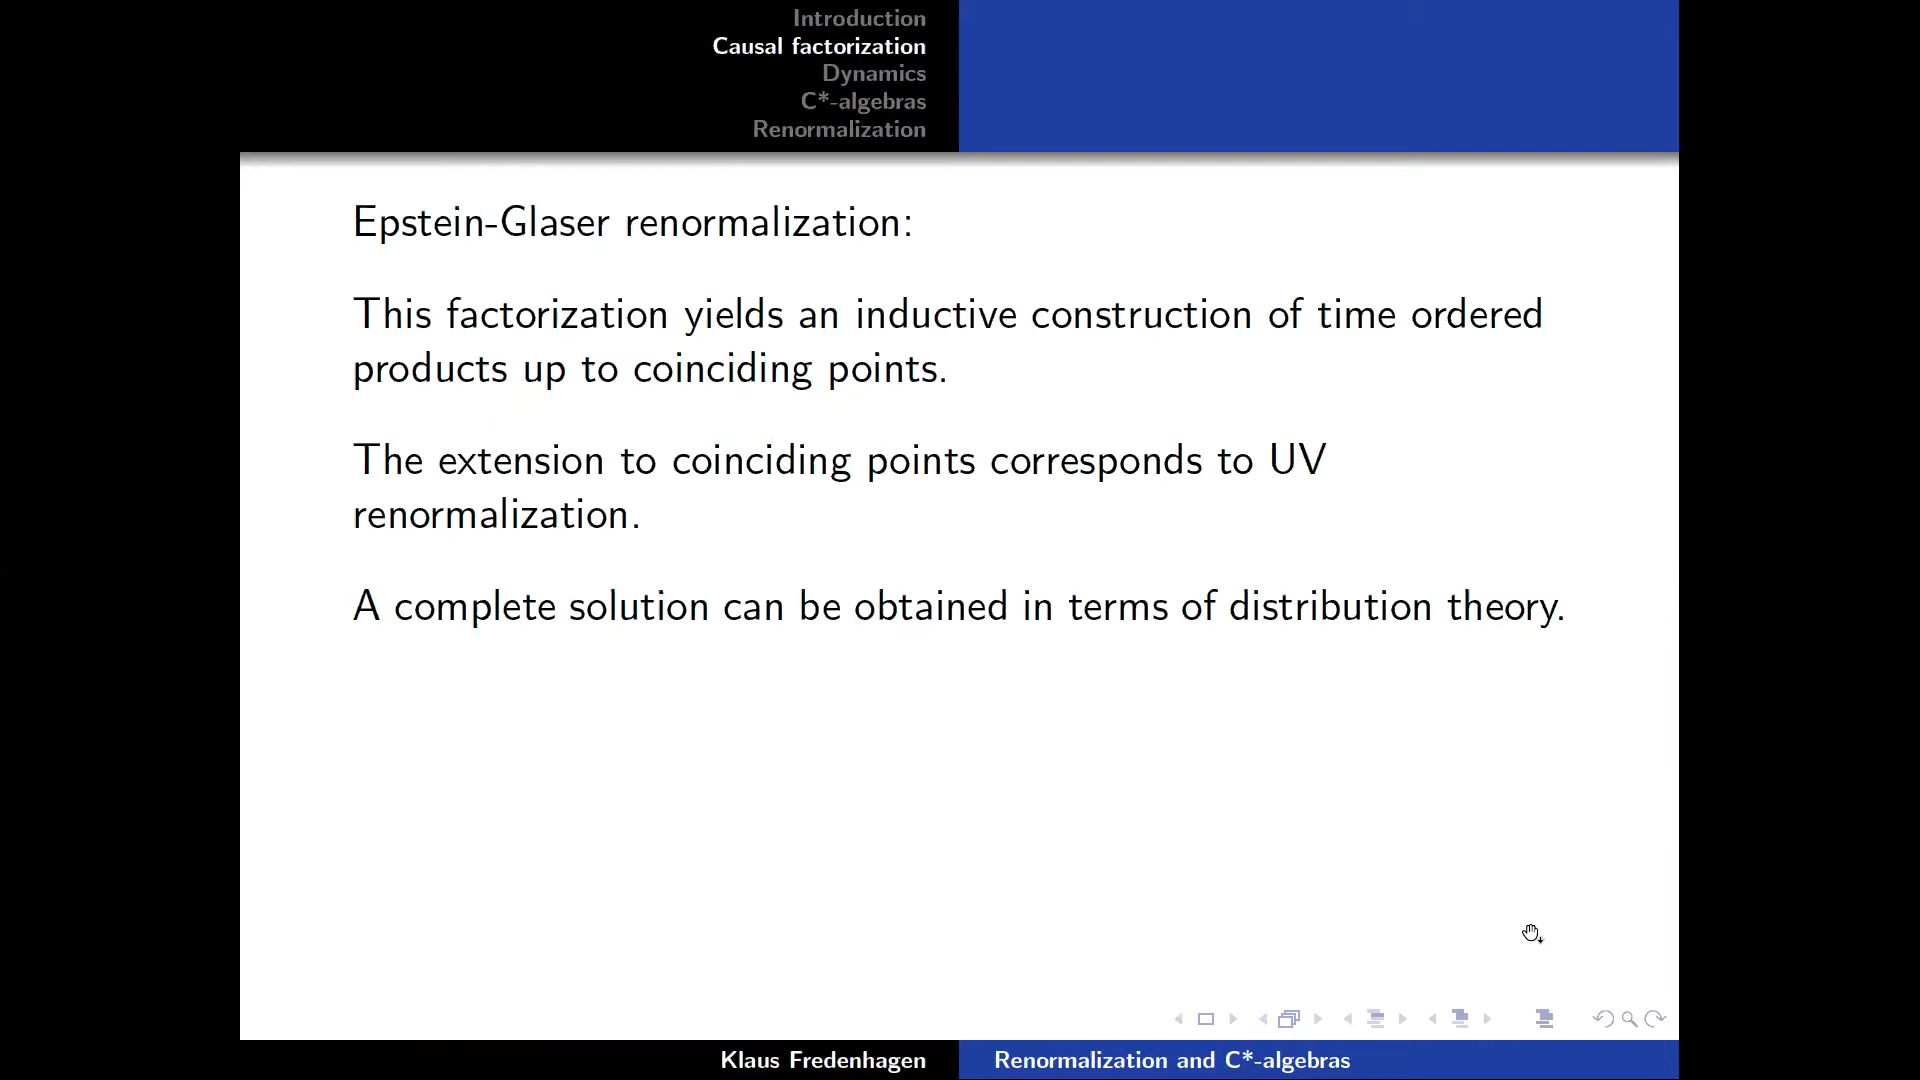 Introduction
Causal factorization
Dynamics
C*-algebras
Renormalization
Epstein-Glaser renormalization:
This factorization yields an inductive construction of time ordered
products up to coinciding points.
The extension to coinciding points corresponds to UV
renormalization.
A complete solution can be obtained in terms of distribution theory.
Klaus Fredenhagen
Renormalization and C*-algebras